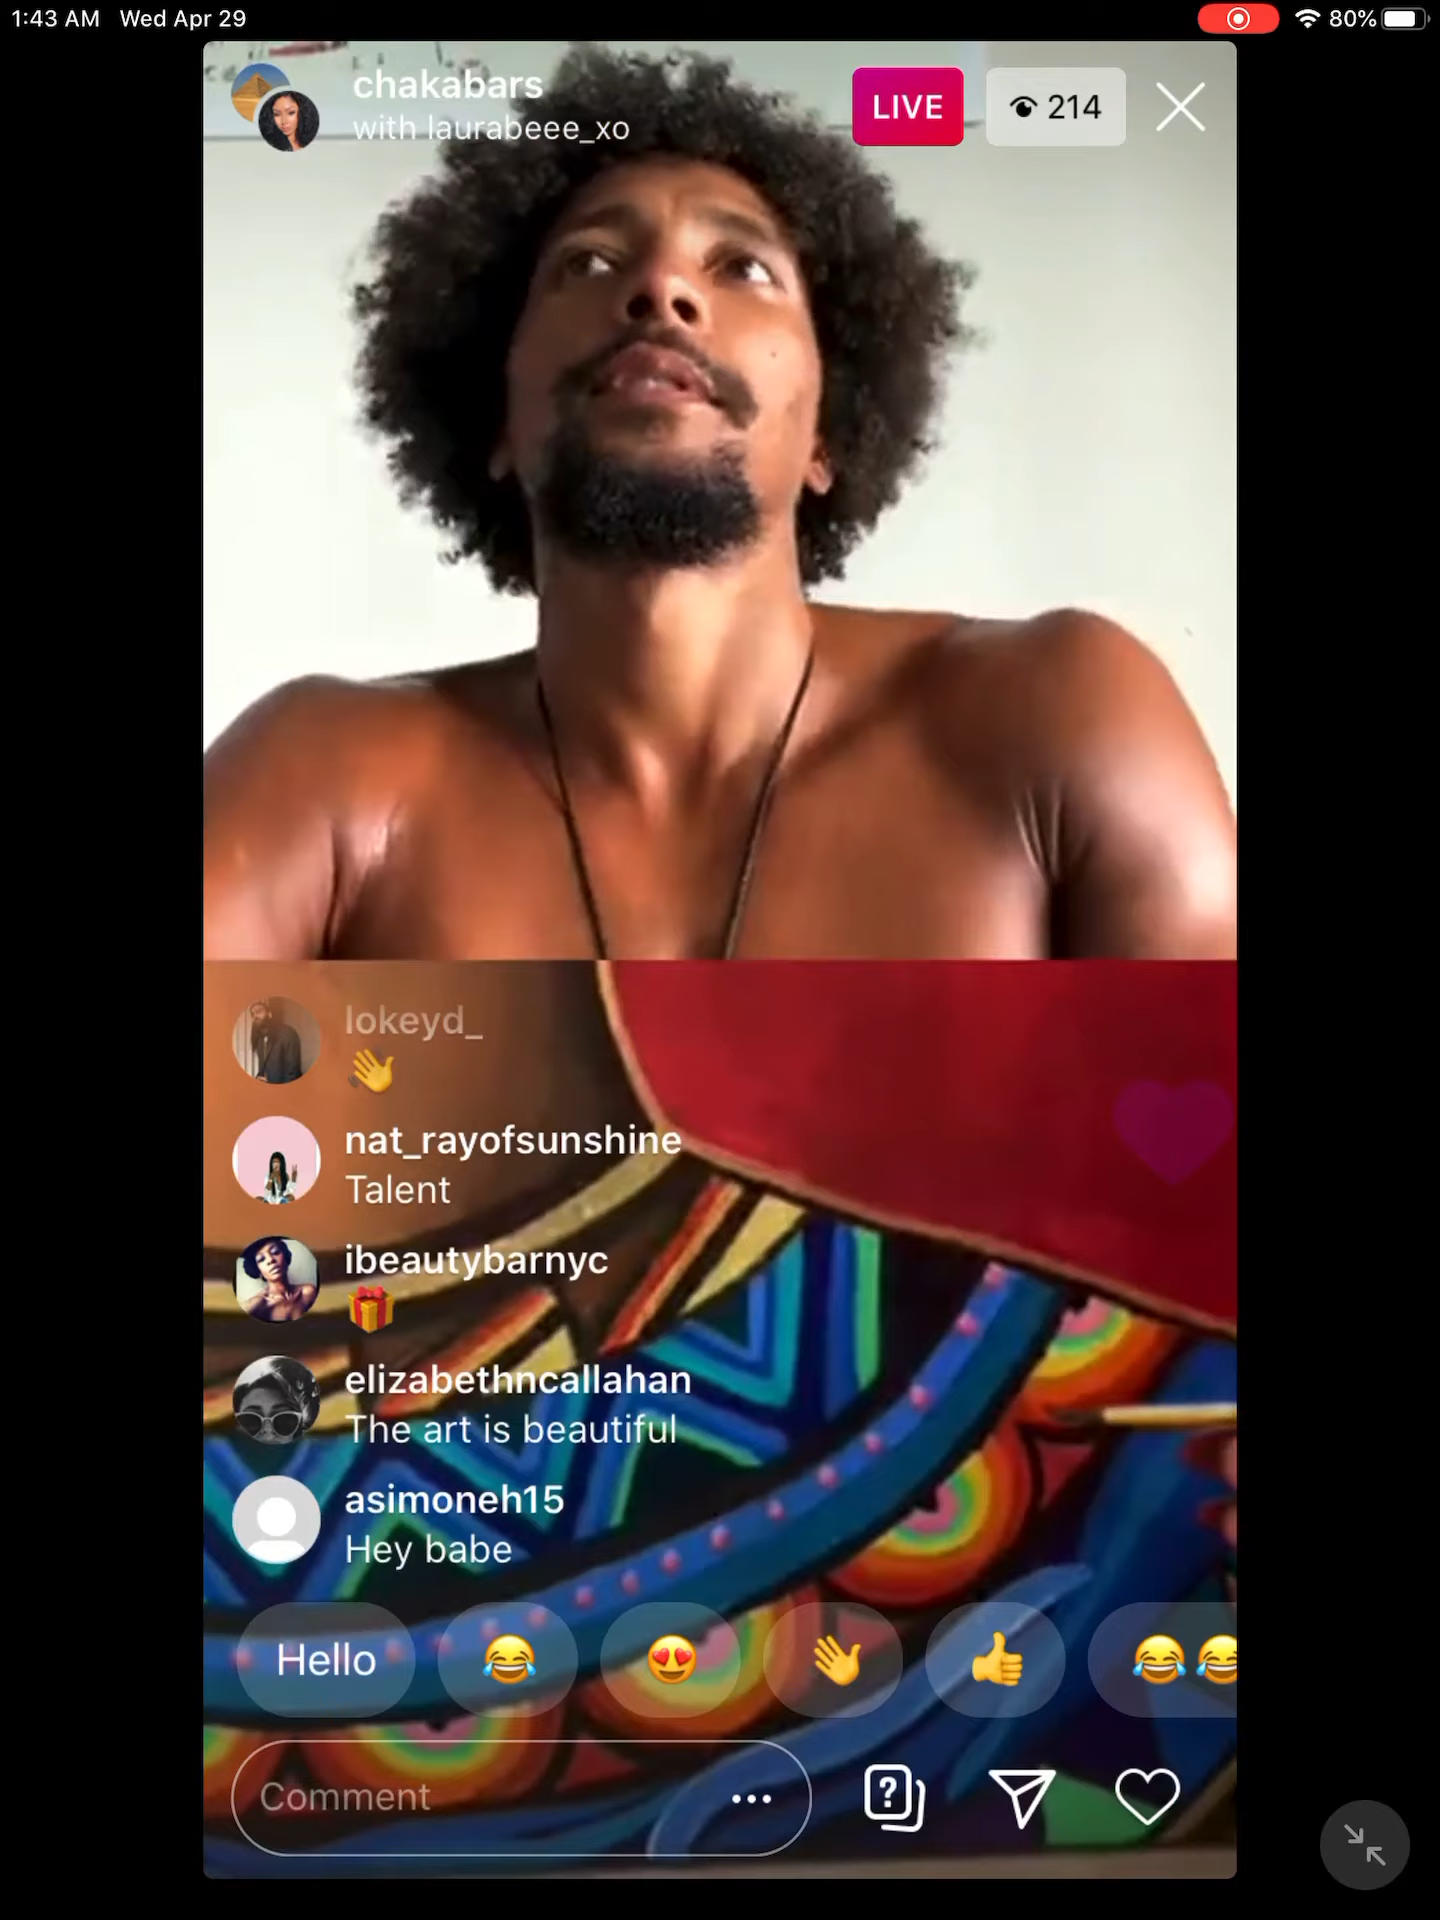 1:43 AM Wed Apr 29
80%
chakabars
with laurabeee_xo
LIVE
214
lokeyd_
nat_rayofsunshine
Talent
ibeautybarnyc
elizabethncallahan
The art is beautiful
asimoneh15
Hey babe
Hello
Comment